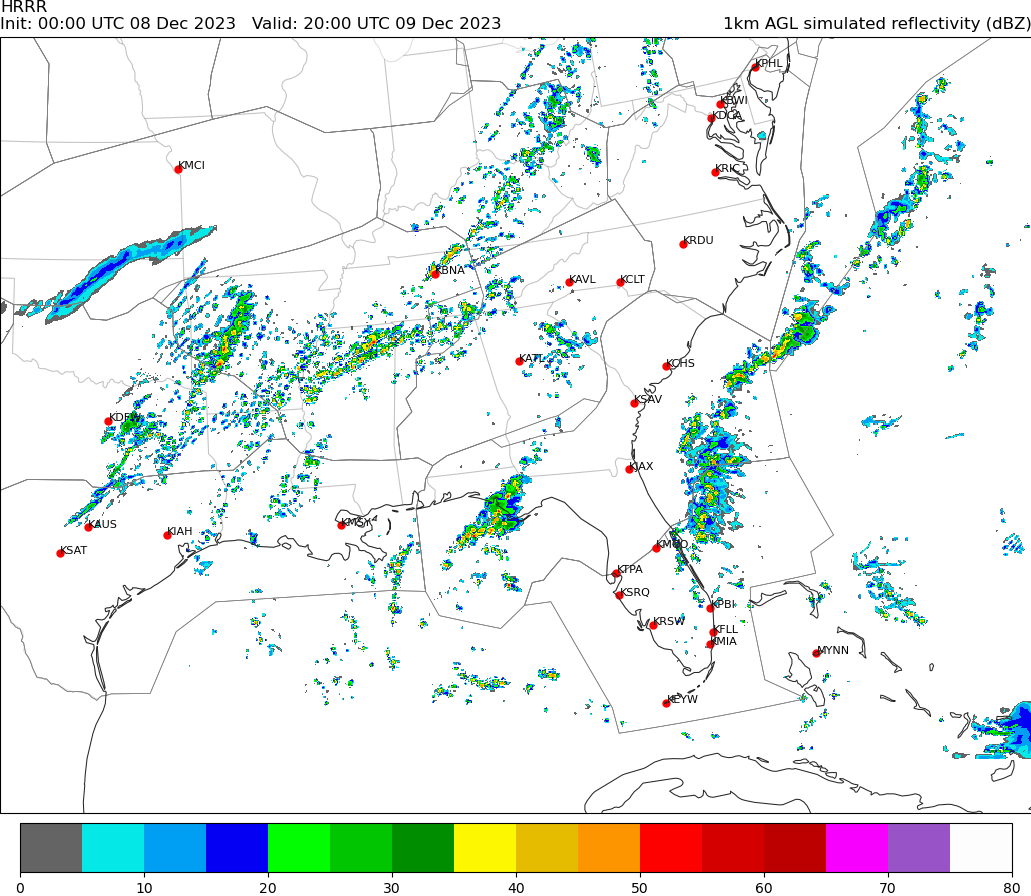 HRRR
Init: 00:00 UTC 08 Dec 2023   Valid: 20:00 UTC 09 Dec 2023   1km AGL simulated reflectivity (dBZ)
KPHL
KBWI
KDCA
KMCI
KRIC
KRDU
KBNA
KAVL
KCLT
KATL
KCHS
KSAV
KDFW
KJAX
KAUS
KMSY
KIAH
KSAT
KMCO
KTPA
KSRQ
KPBI
KRSW
KFLL
KMIA
MYNN
KEYW
0 10 20 30 40 50 60 70 80